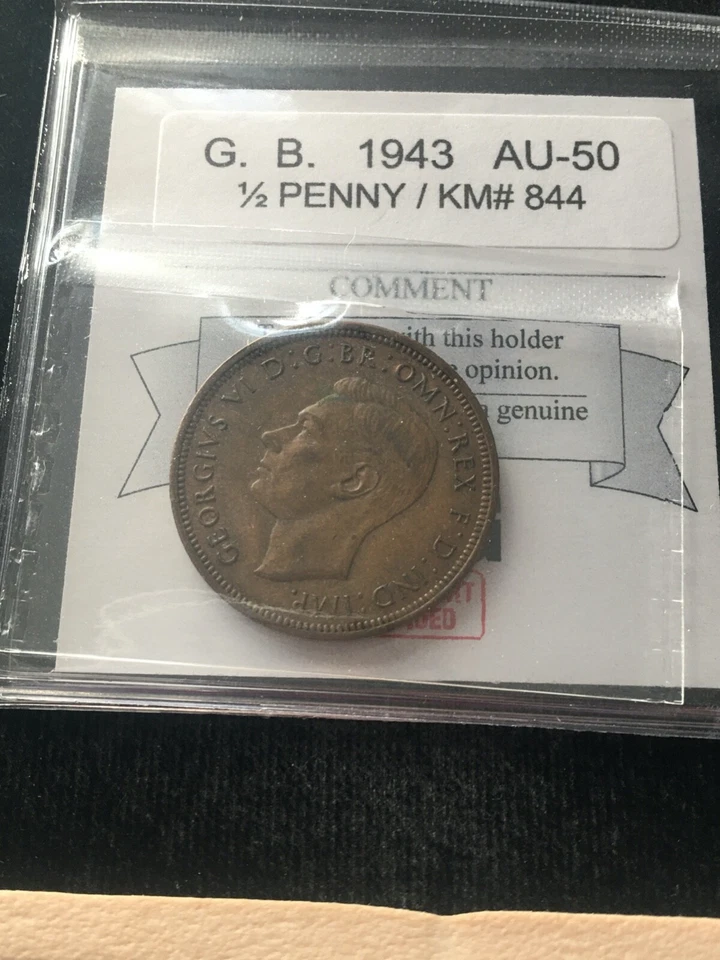 G. B. 1943 AU-50
½ PENNY / KM# 844
COMMENT
with this holder
opinion.
a genuine
GEORGIVS VI D:G:BR:OMN:REX F:D:IND:IMP.